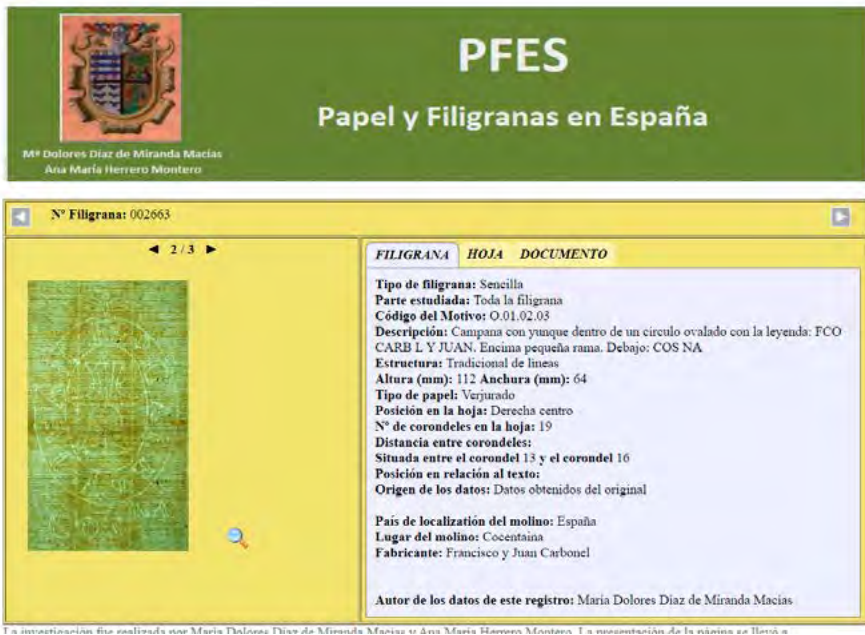 PFES
Papel y Filigranas en España
Mª Dolores Díaz de Miranda Macías
Ana María Herrero Montero
Nº Filigrana: 002663
2 / 3
FILIGRANA HOJA DOCUMENTO
Tipo de filigrana: Sencilla
Parte estudiada: Toda la filigrana
Código del Motivo: O.01.02.03
Descripción: Campana con yunque dentro de un circulo ovalado con la leyenda: FCO
CARB L Y JUAN. Encima pequeña rama. Debajo: COS NA
Estructura: Tradicional de lineas
Altura (mm): 112 Anchura (mm): 64
Tipo de papel: Verjurado
Posición en la hoja: Derecha centro
Nº de corondeles en la hoja: 19
Distancia entre corondeles:
Situada entre el corondel 13 y el corondel 16
Posición en relación al texto:
Origen de los datos: Datos obtenidos del original
País de localizatión del molino: España
Lugar del molino: Cocentaina
Fabricante: Francisco y Juan Carbonel
Autor de los datos de este registro: María Dolores Díaz de Miranda Macías
La investigación fue realizada por María Dolores Díaz de Miranda Macías y Ana María Herrero Montero. La presentación de la página se llevó a